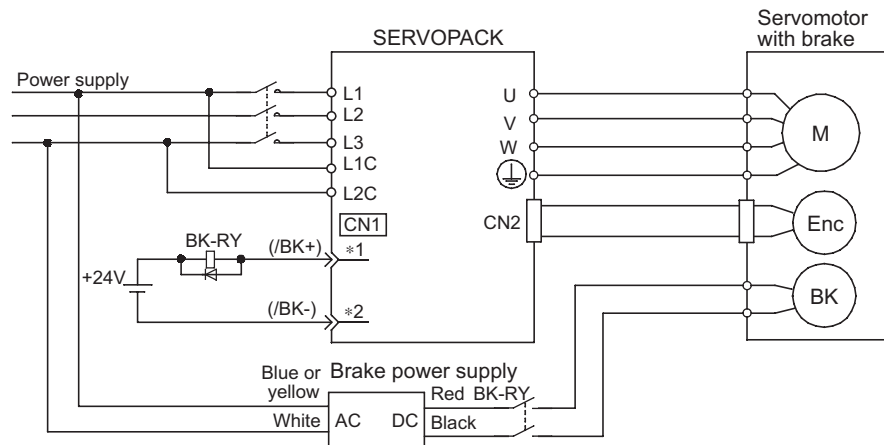 Servomotor
with brake
SERVOPACK
Power supply
L1
L2
L3
L1C
L2C
U
V
W
M
CN1
CN2
Enc
BK-RY
(/BK+)
*1
+24V
(/BK-)
*2
BK
Brake power supply
Blue or
yellow
White
AC
DC
Red
BK-RY
Black